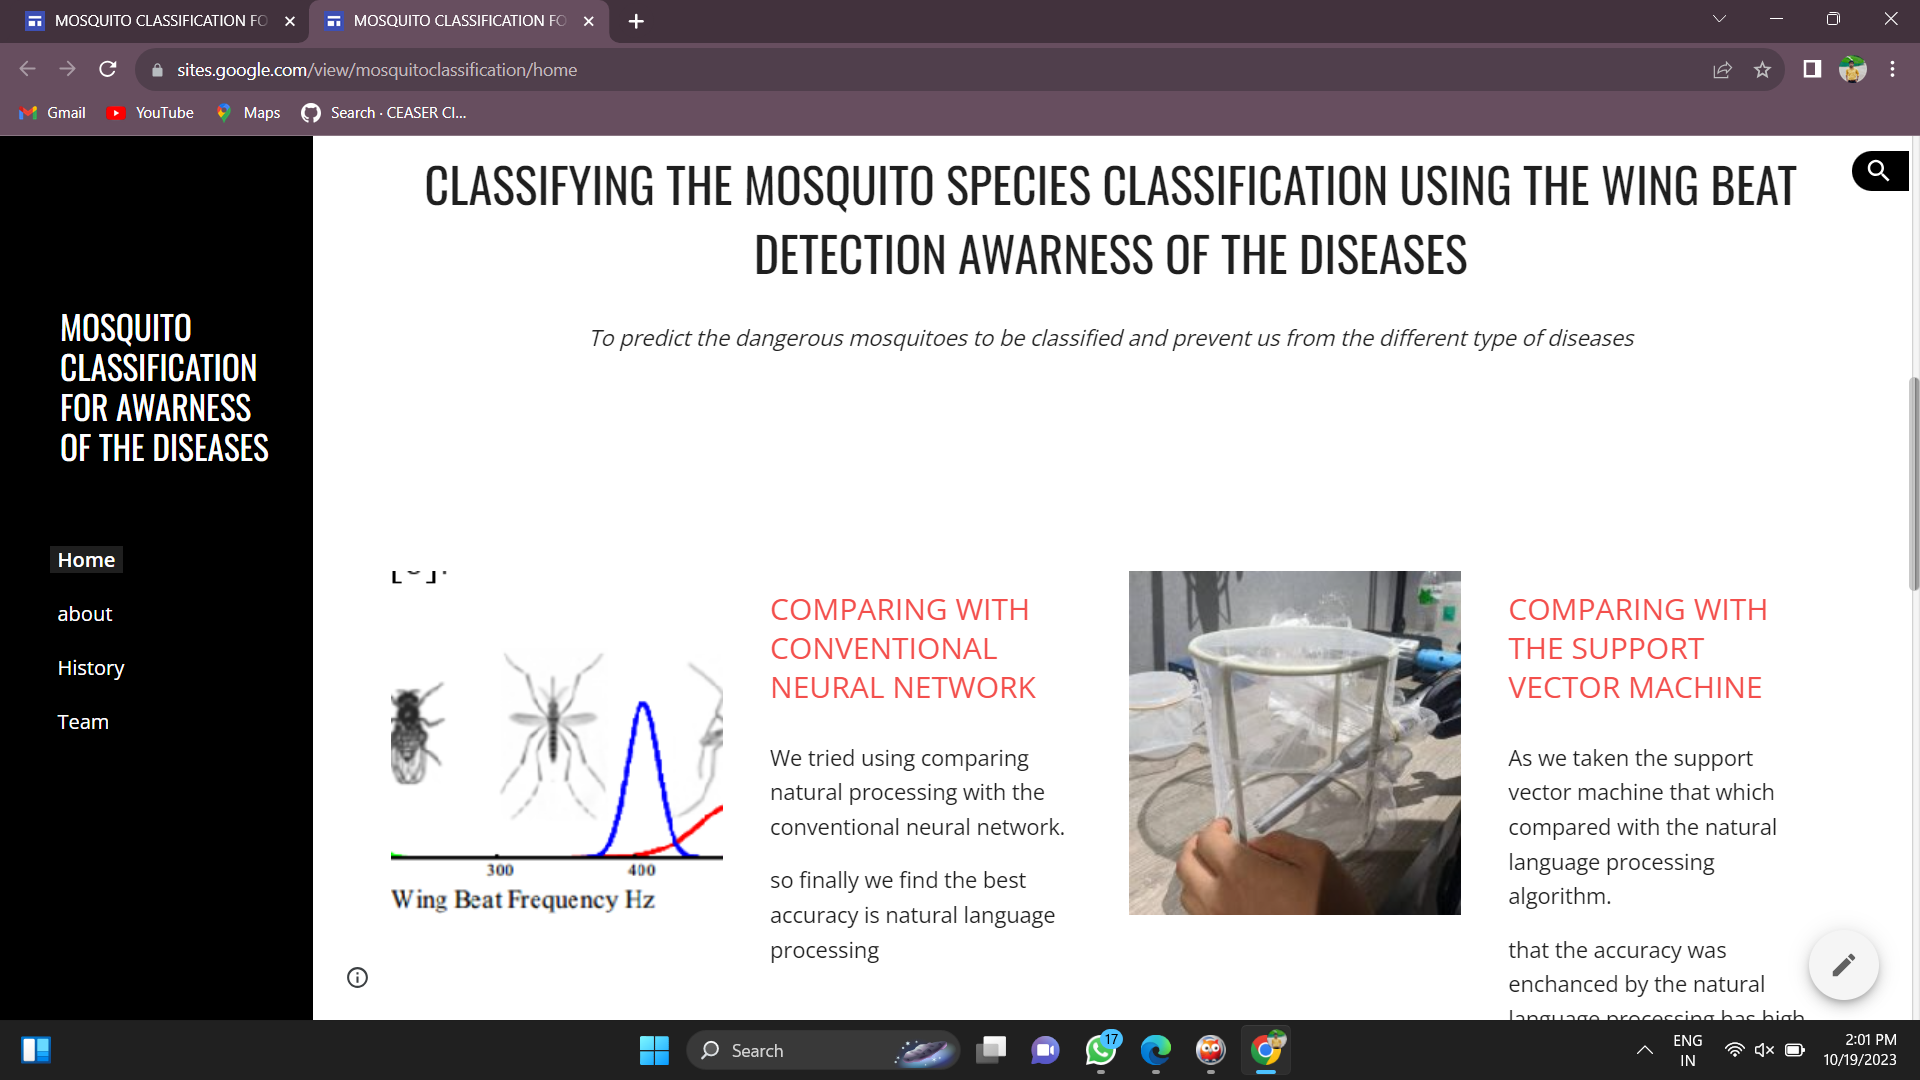 MOSQUITO CLASSIFICATION FO
MOSQUITO CLASSIFICATION FO
sites.google.com/view/mosquitoclassification/home
Gmail
YouTube
Maps
Search · CEASER CI...
MOSQUITO
CLASSIFICATION
FOR AWARNESS
OF THE DISEASES
Home
about
History
Team
CLASSIFYING THE MOSQUITO SPECIES CLASSIFICATION USING THE WING BEAT
DETECTION AWARNESS OF THE DISEASES
To predict the dangerous mosquitoes to be classified and prevent us from the different type of diseases
300 400
Wing Beat Frequency Hz
COMPARING WITH
CONVENTIONAL
NEURAL NETWORK
We tried using comparing
natural processing with the
conventional neural network.
so finally we find the best
accuracy is natural language
processing
COMPARING WITH
THE SUPPORT
VECTOR MACHINE
As we taken the support
vector machine that which
compared with the natural
language processing
algorithm.
that the accuracy was
enchanced by the natural
language processing has high
Search
17
ENG
IN
2:01 PM
10/19/2023